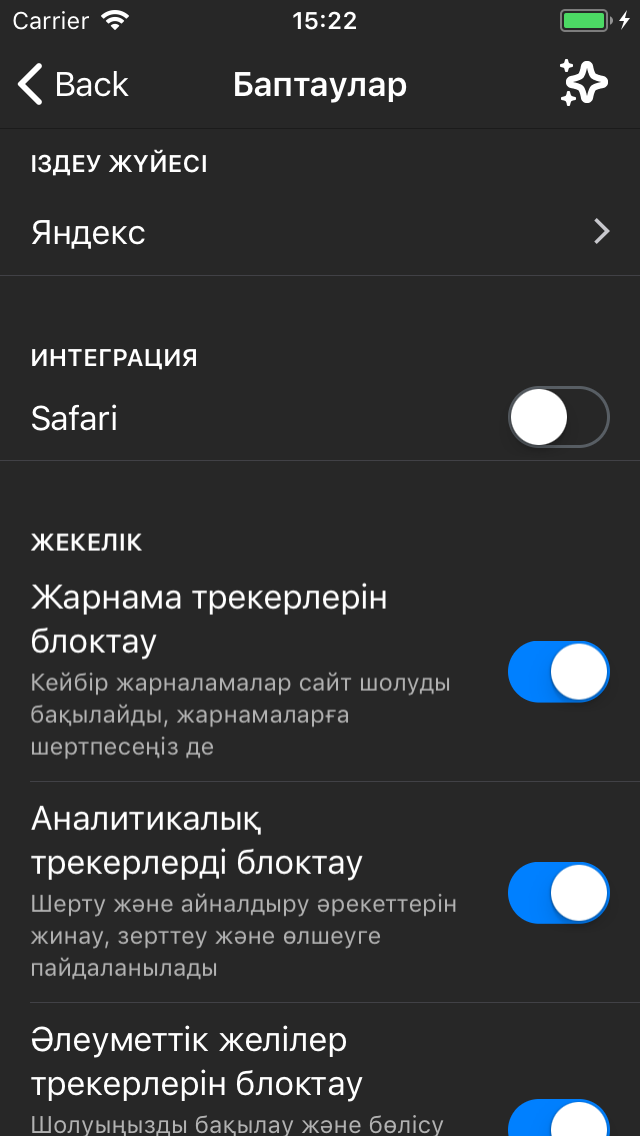 Carrier 15:22
Back Баптаулар
ІЗДЕУ ЖҮЙЕСІ
Яндекс
ИНТЕГРАЦИЯ
Safari
ЖЕКЕЛІК
Жарнама трекерлерін
блоктау
Кейбір жарналамалар сайт шолуды
бақылайды, жарнамаларға
шертпесеңіз де
Аналитикалық
трекерлерді блоктау
Шерту және айналдыру әрекеттерін
жинау, зерттеу және өлшеуге
пайдаланылады
Әлеуметтік желілер
трекерлерін блоктау
Шолуыңызды бақылау және бөлісу